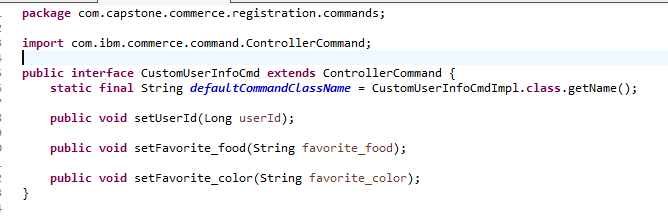 package com.capstone.commerce.registration.commands;
import com.ibm.commerce.command.ControllerCommand;
public interface CustomUserInfoCmd extends ControllerCommand {
static final String defaultCommandClassName = CustomUserInfoCmdImpl.class.getName();
public void setUserId(Long userId);
public void setFavorite_food(String favorite_food);
public void setFavorite_color(String favorite_color);
}